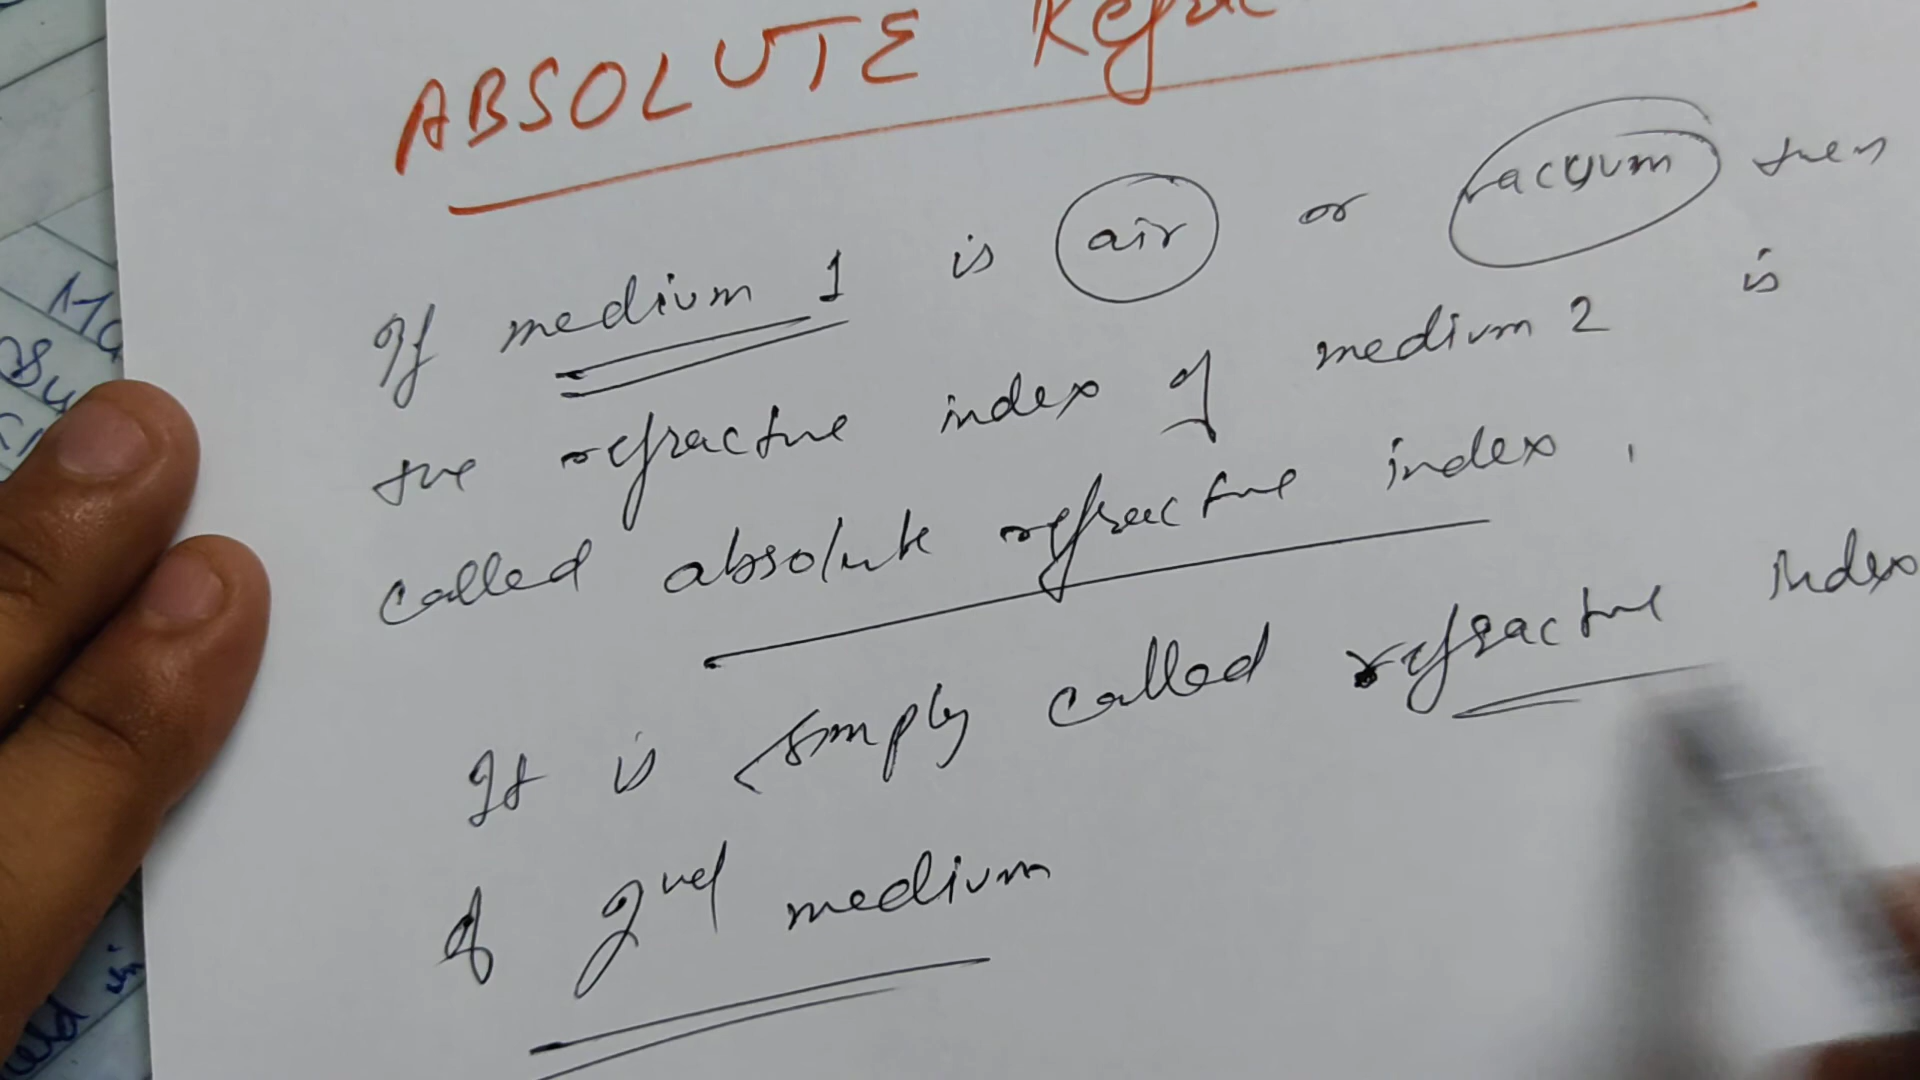 ABSOLUTE Refrac
If medium 1 is air or vacuum then
the refractive index of medium 2 is
called absolute refractive index.
It is simply called refractive index
of 2nd medium